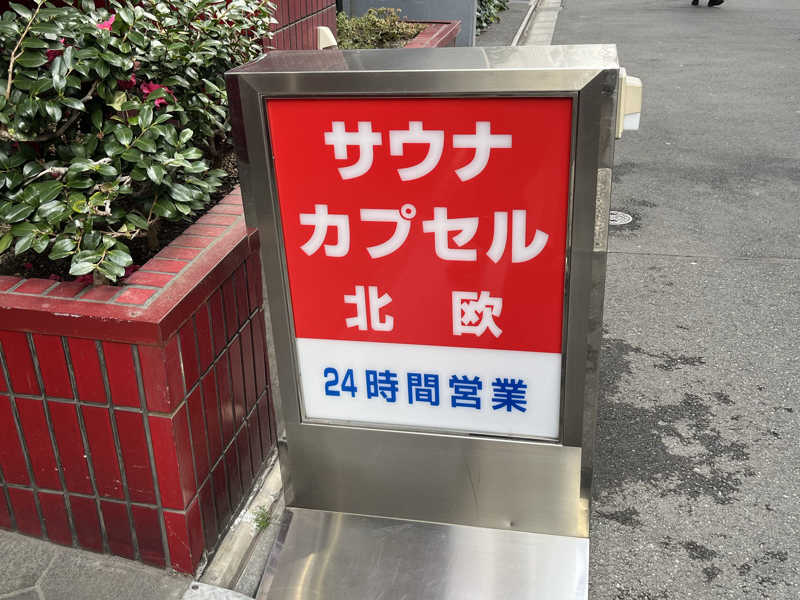 サウナ
カプセル
北 欧
24時間営業